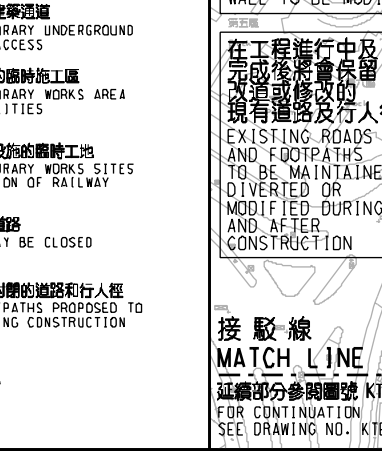 建築通道
RARY UNDERGROUND
ACCESS
的臨時施工區
RARY WORKS AREA
ITIES
設施的臨時工地
RARY WORKS SITES
ON OF RAILWAY
道路
Y BE CLOSED
封閉的道路和行人徑
PATHS PROPOSED TO
NG CONSTRUCTION
WALL TO BE MODI
第五區
在工程進行中及
完成後將會保留
改道或修改的
現有道路及行人徑
EXISTING ROADS
AND FOOTPATHS
TO BE MAINTAINE
DIVERTED OR
MODIFIED DURING
AND AFTER
CONSTRUCTION
接駁線
MATCH LINE
延續部分參閱圖號 KT
FOR CONTINUATION
SEE DRAWING NO. KTE